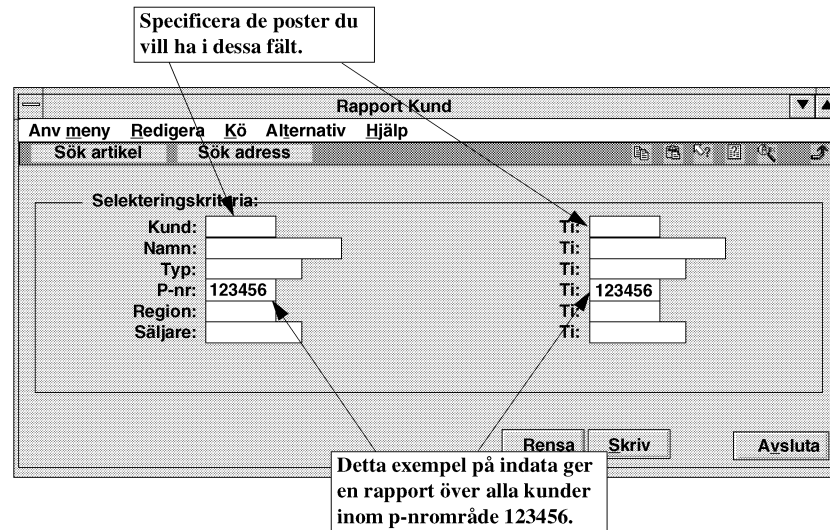 Specificera de poster du
vill ha i dessa fält.
Rapport Kund
Anv meny Redigera Kö Alternativ Hjälp
Sök artikel Sök adress
Selekteringskriteria:
Kund: Ti:
Namn: Ti:
Typ: Ti:
P-nr: 123456 Ti: 123456
Region: Ti:
Säljare: Ti:
Rensa Skriv Avsluta
Detta exempel på indata ger
en rapport över alla kunder
inom p-nrområde 123456.